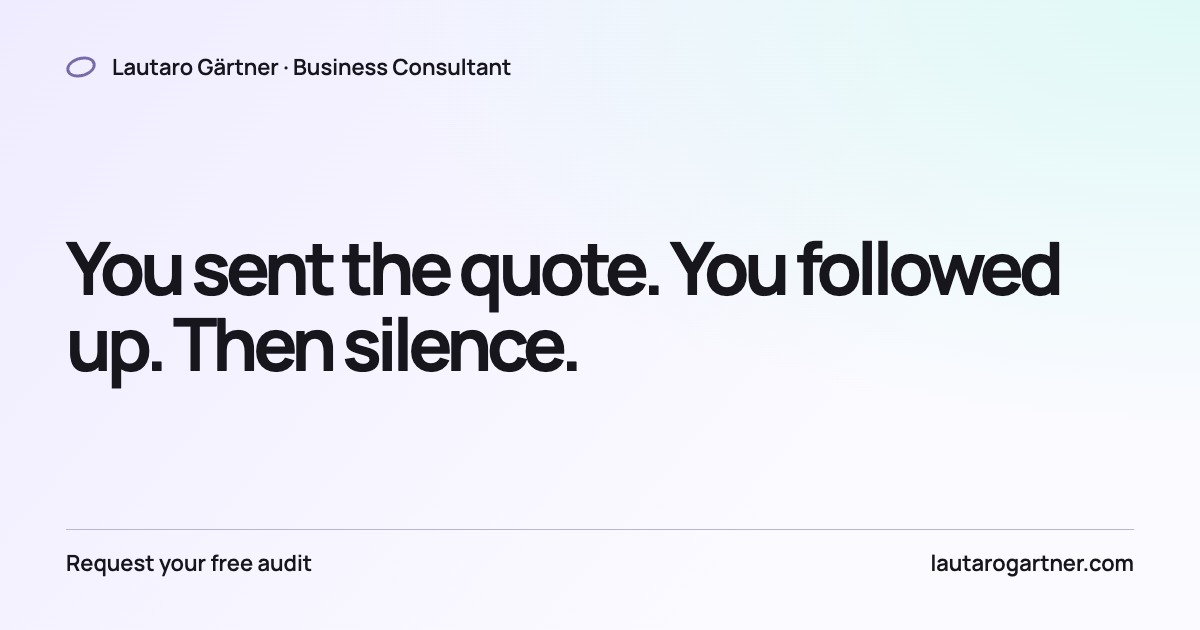 Lautaro Gärtner · Business Consultant
You sent the quote. You followed
up. Then silence.
Request your free audit
lautarogartner.com